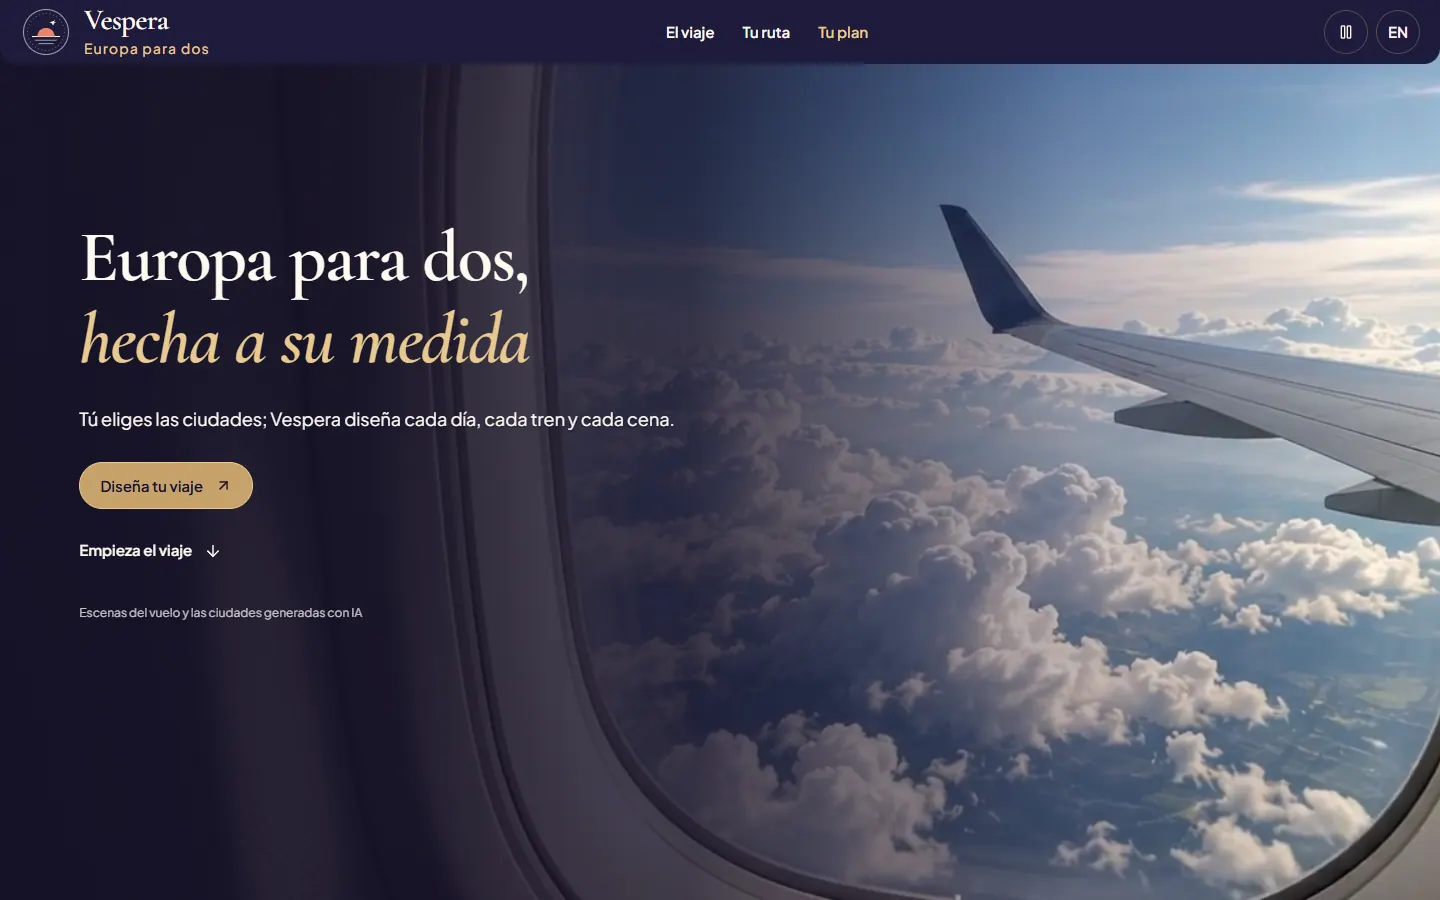 Vespera
Europa para dos
El viaje
Tu ruta
Tu plan
EN
Europa para dos,
hecha a su medida
Tú eliges las ciudades; Vespera diseña cada día, cada tren y cada cena.
Diseña tu viaje
Empieza el viaje
Escenas del vuelo y las ciudades generadas con IA